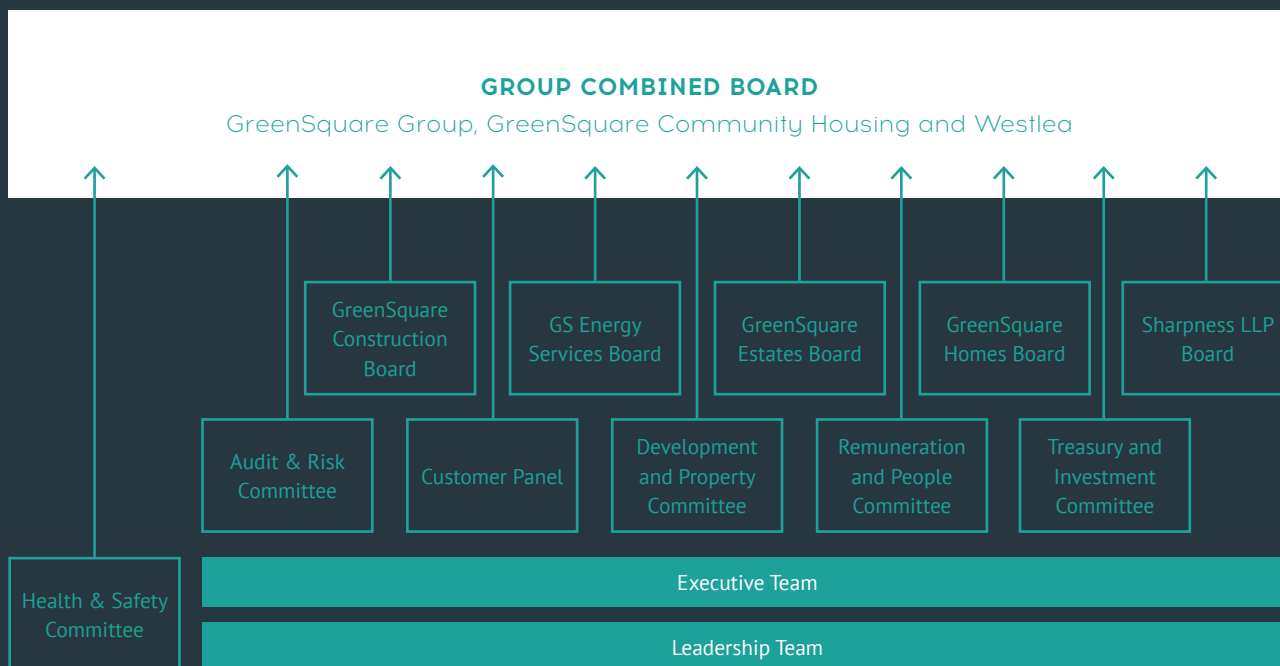 GROUP COMBINED BOARD
GreenSquare Group, GreenSquare Community Housing and Westlea
GreenSquare
Construction
Board
GS Energy
Services Board
GreenSquare
Estates Board
GreenSquare
Homes Board
Sharpness LLP
Board
Audit & Risk
Committee
Customer Panel
Development
and Property
Committee
Remuneration
and People
Committee
Treasury and
Investment
Committee
Health & Safety
Committee
Executive Team
Leadership Team